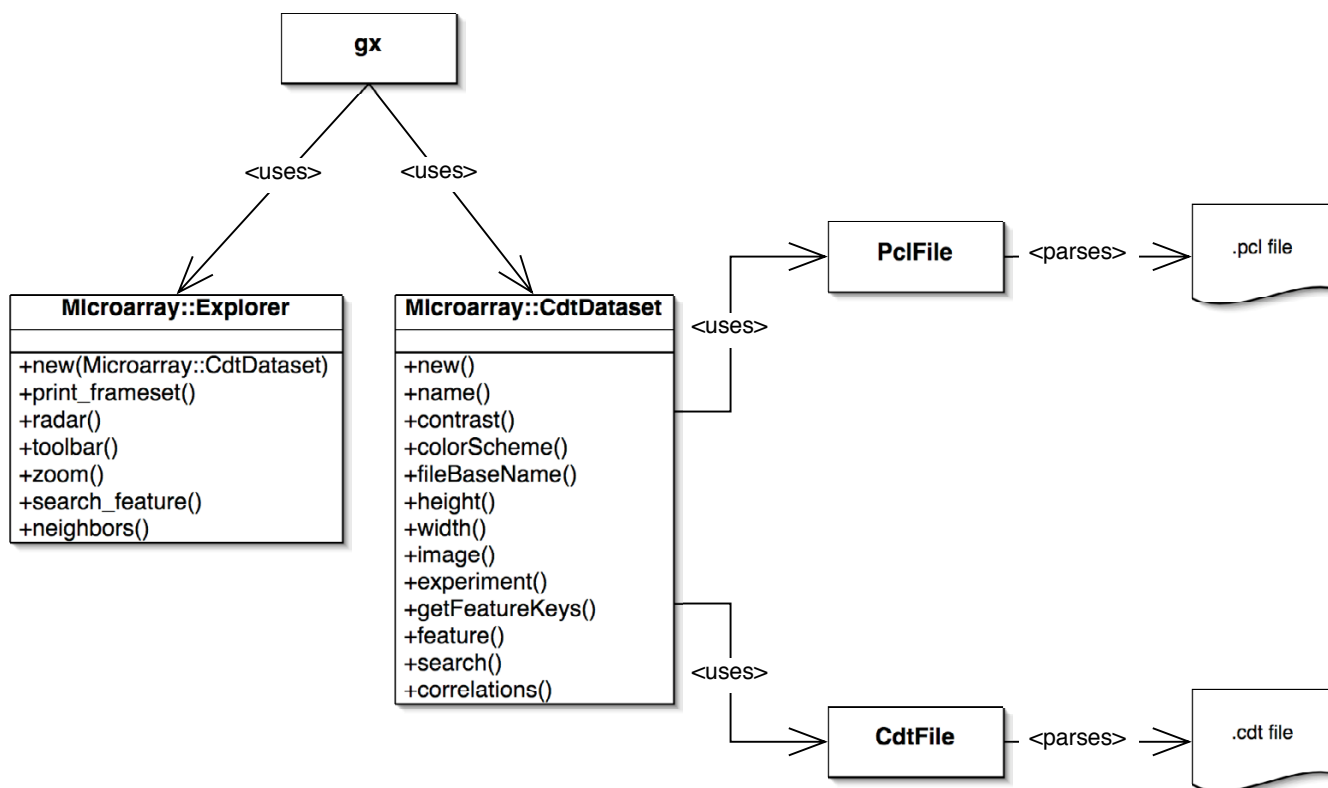 gx
<uses>
<uses>
MIcroarray::Explorer
+new(Microarray::CdtDataset)
+print_frameset()
+radar()
+toolbar()
+zoom()
+search_feature()
+neighbors()
MIcroarray::CdtDataset
+new()
+name()
+contrast()
+colorScheme()
+fileBaseName()
+height()
+width()
+image()
+experiment()
+getFeatureKeys()
+feature()
+search()
+correlations()
<uses>
PclFile
<parses>
.pcl file
<uses>
CdtFile
<parses>
.cdt file